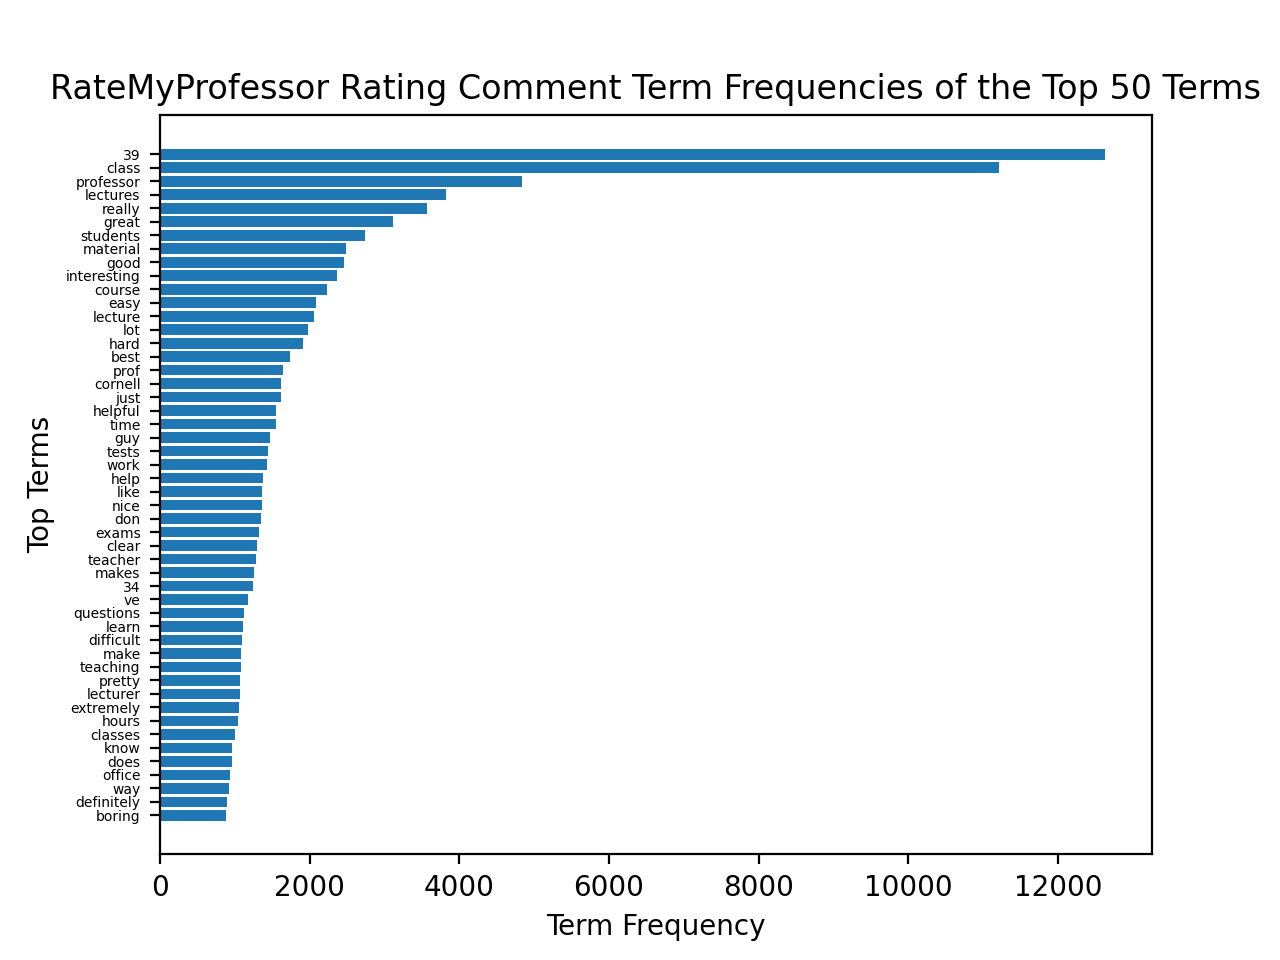 RateMyProfessor Rating Comment Term Frequencies of the Top 50 Terms
39
class
professor
lectures
really
great
students
material
good
interesting
course
easy
lecture
lot
hard
best
prof
cornell
just
helpful
time
guy
tests
work
help
like
nice
don
exams
clear
teacher
makes
34
ve
questions
learn
difficult
make
teaching
pretty
lecturer
extremely
hours
classes
know
does
office
way
definitely
boring
Top Terms
0 2000 4000 6000 8000 10000 12000
Term Frequency